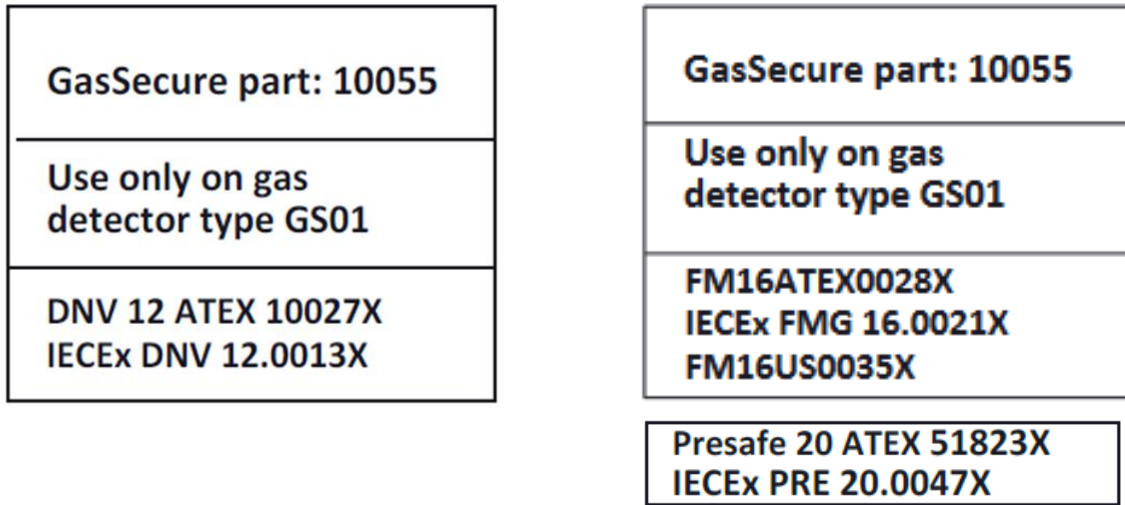 GasSecure part: 10055
Use only on gas
detector type GS01
DNV 12 ATEX 10027X
IECEx DNV 12.0013X
GasSecure part: 10055
Use only on gas
detector type GS01
FM16ATEX0028X
IECEx FMG 16.0021X
FM16US0035X
Presafe 20 ATEX 51823X
IECEx PRE 20.0047X